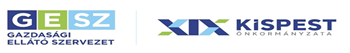 GESZ
GAZDASÁGI
ELLÁTÓ SZERVEZET
XIX KiSPEST
ÖNKORMÁNYZATA